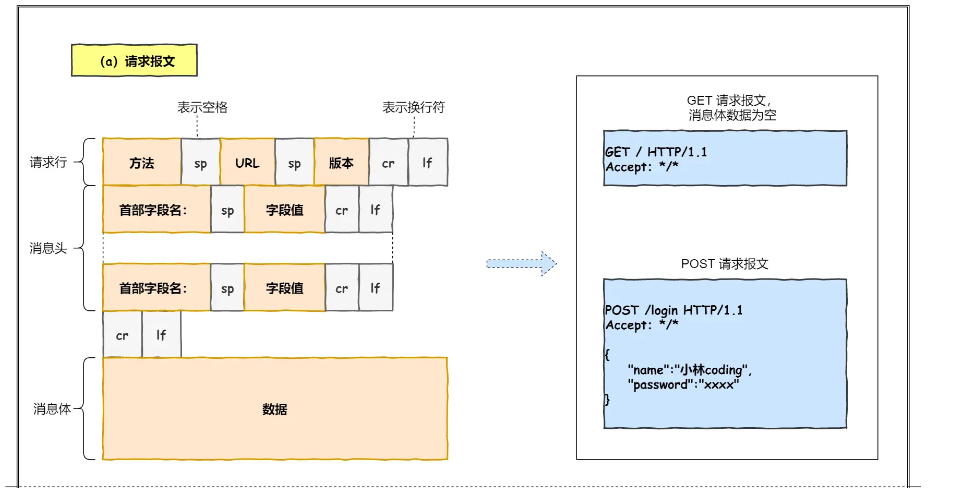 (a) 请求报文
表示空格
表示换行符
请求行
方法 sp URL sp 版本 cr lf
消息头
首部字段名： sp 字段值 cr lf
首部字段名： sp 字段值 cr lf
cr lf
消息体
数据
GET 请求报文，
消息体数据为空
GET / HTTP/1.1
Accept: */*
POST 请求报文
POST /login HTTP/1.1
Accept: */*
{
"name":"小林coding",
"password":"xxxx"
}